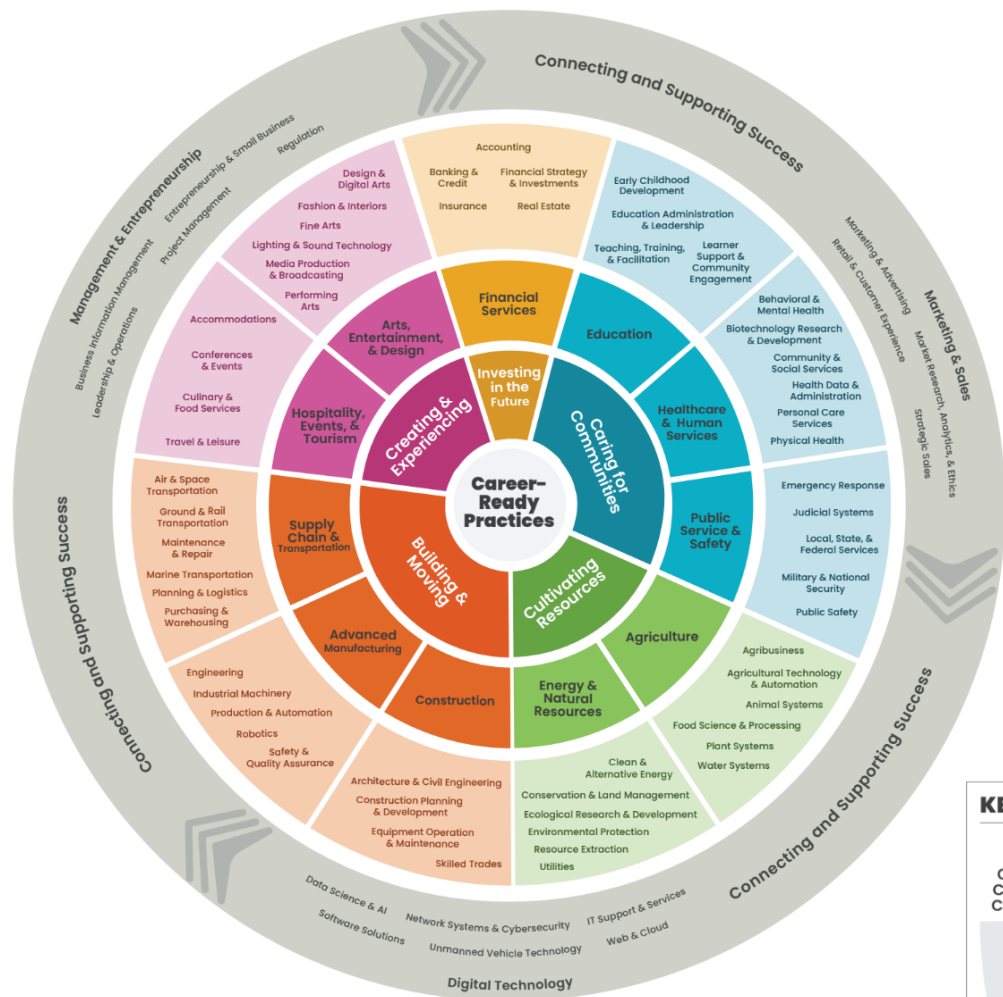 Connecting and Supporting Success
Management & Entrepreneurship
Entrepreneurship & Small Business
Regulation
Project Management
Business Information Management
Leadership & Operations
Marketing & Sales
Marketing & Advertising
Retail & Customer Experience
Market Research, Analytics, & Ethics
Strategic Sales
Connecting and Supporting Success
Connecting and Supporting Success
Digital Technology
Data Science & AI
Network Systems & Cybersecurity
IT Support & Services
Software Solutions
Unmanned Vehicle Technology
Web & Cloud
Career-
Ready
Practices
Investing
in the
Future
Financial
Services
Accounting
Banking &
Credit
Financial Strategy
& Investments
Insurance
Real Estate
Caring for
Communities
Education
Early Childhood
Development
Education Administration
& Leadership
Teaching, Training,
& Facilitation
Learner
Support &
Community
Engagement
Healthcare
& Human
Services
Behavioral &
Mental Health
Biotechnology Research
& Development
Community &
Social Services
Health Data &
Administration
Personal Care
Services
Physical Health
Public
Service &
Safety
Emergency Response
Judicial Systems
Local, State, &
Federal Services
Military & National
Security
Public Safety
Cultivating
Resources
Agriculture
Agribusiness
Agricultural Technology
& Automation
Animal Systems
Food Science & Processing
Plant Systems
Water Systems
Energy &
Natural
Resources
Clean &
Alternative Energy
Conservation & Land Management
Ecological Research & Development
Environmental Protection
Resource Extraction
Utilities
Building &
Moving
Construction
Architecture & Civil Engineering
Construction Planning
& Development
Equipment Operation
& Maintenance
Skilled Trades
Advanced
Manufacturing
Engineering
Industrial Machinery
Production & Automation
Robotics
Safety &
Quality Assurance
Supply
Chain &
Transportation
Air & Space
Transportation
Ground & Rail
Transportation
Maintenance
& Repair
Marine Transportation
Planning & Logistics
Purchasing &
Warehousing
Creating &
Experiencing
Hospitality,
Events, &
Tourism
Accommodations
Conferences
& Events
Culinary &
Food Services
Travel & Leisure
Arts,
Entertainment,
& Design
Design &
Digital Arts
Fashion & Interiors
Fine Arts
Lighting & Sound Technology
Media Production
& Broadcasting
Performing
Arts